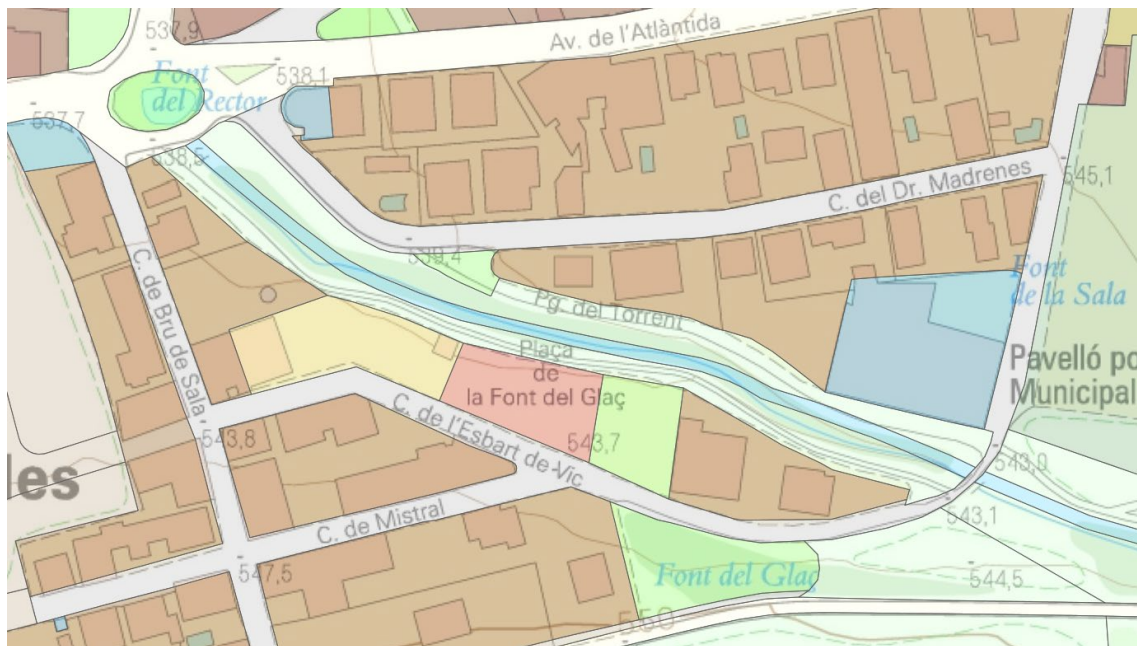 537,9
Av. de l'Atlàntida
Font
del Rector
538,1
537,7
538,5
545,1
C. del Dr. Madrenes
539,4
C. de Bru de Sala
Font
de la Sala
Pg. del Torrent
Plaça
de
la Font del Glaç
Pavelló po
Municipal
C. de l'Esbart de Vic
543,8
543,7
543,0
les
C. de Mistral
543,1
547,5
Font del Glaç
544,5
550